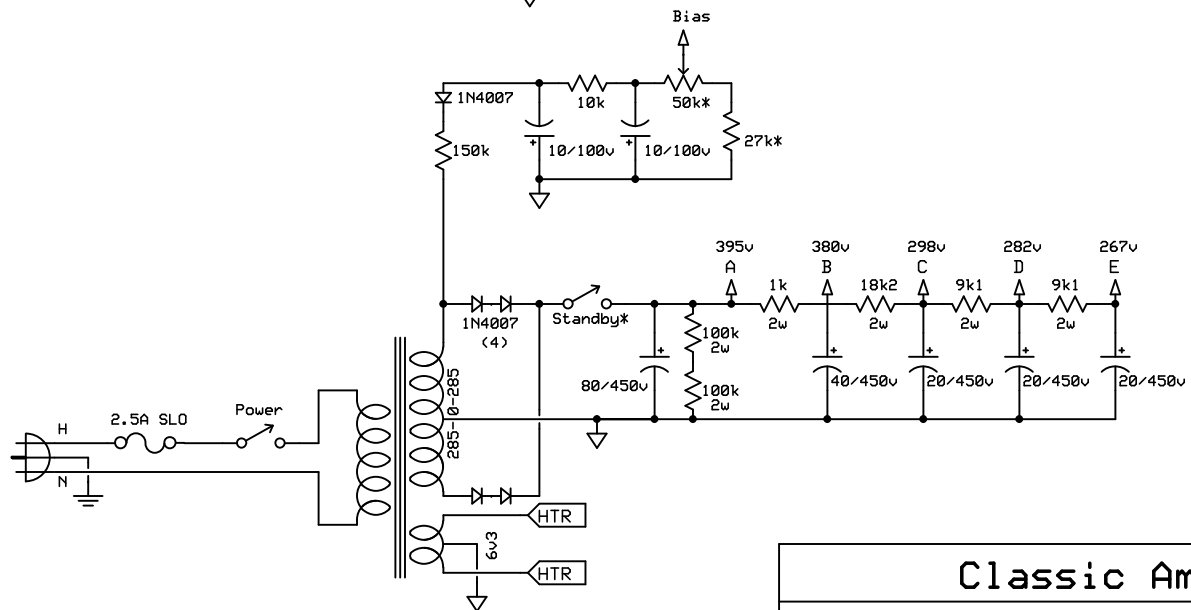 Bias
1N4007
10k
50k*
150k
10/100v
10/100v
27k*
395v
380v
298v
282v
267v
A
B
C
D
E
1k
18k2
9k1
9k1
1N4007
(4)
Standby*
2w
2w
2w
2w
100k
2w
100k
2w
80/450v
40/450v
20/450v
20/450v
20/450v
285-0-285
2.5A SLO
Power
H
N
HTR
6v3
HTR
Classic Am